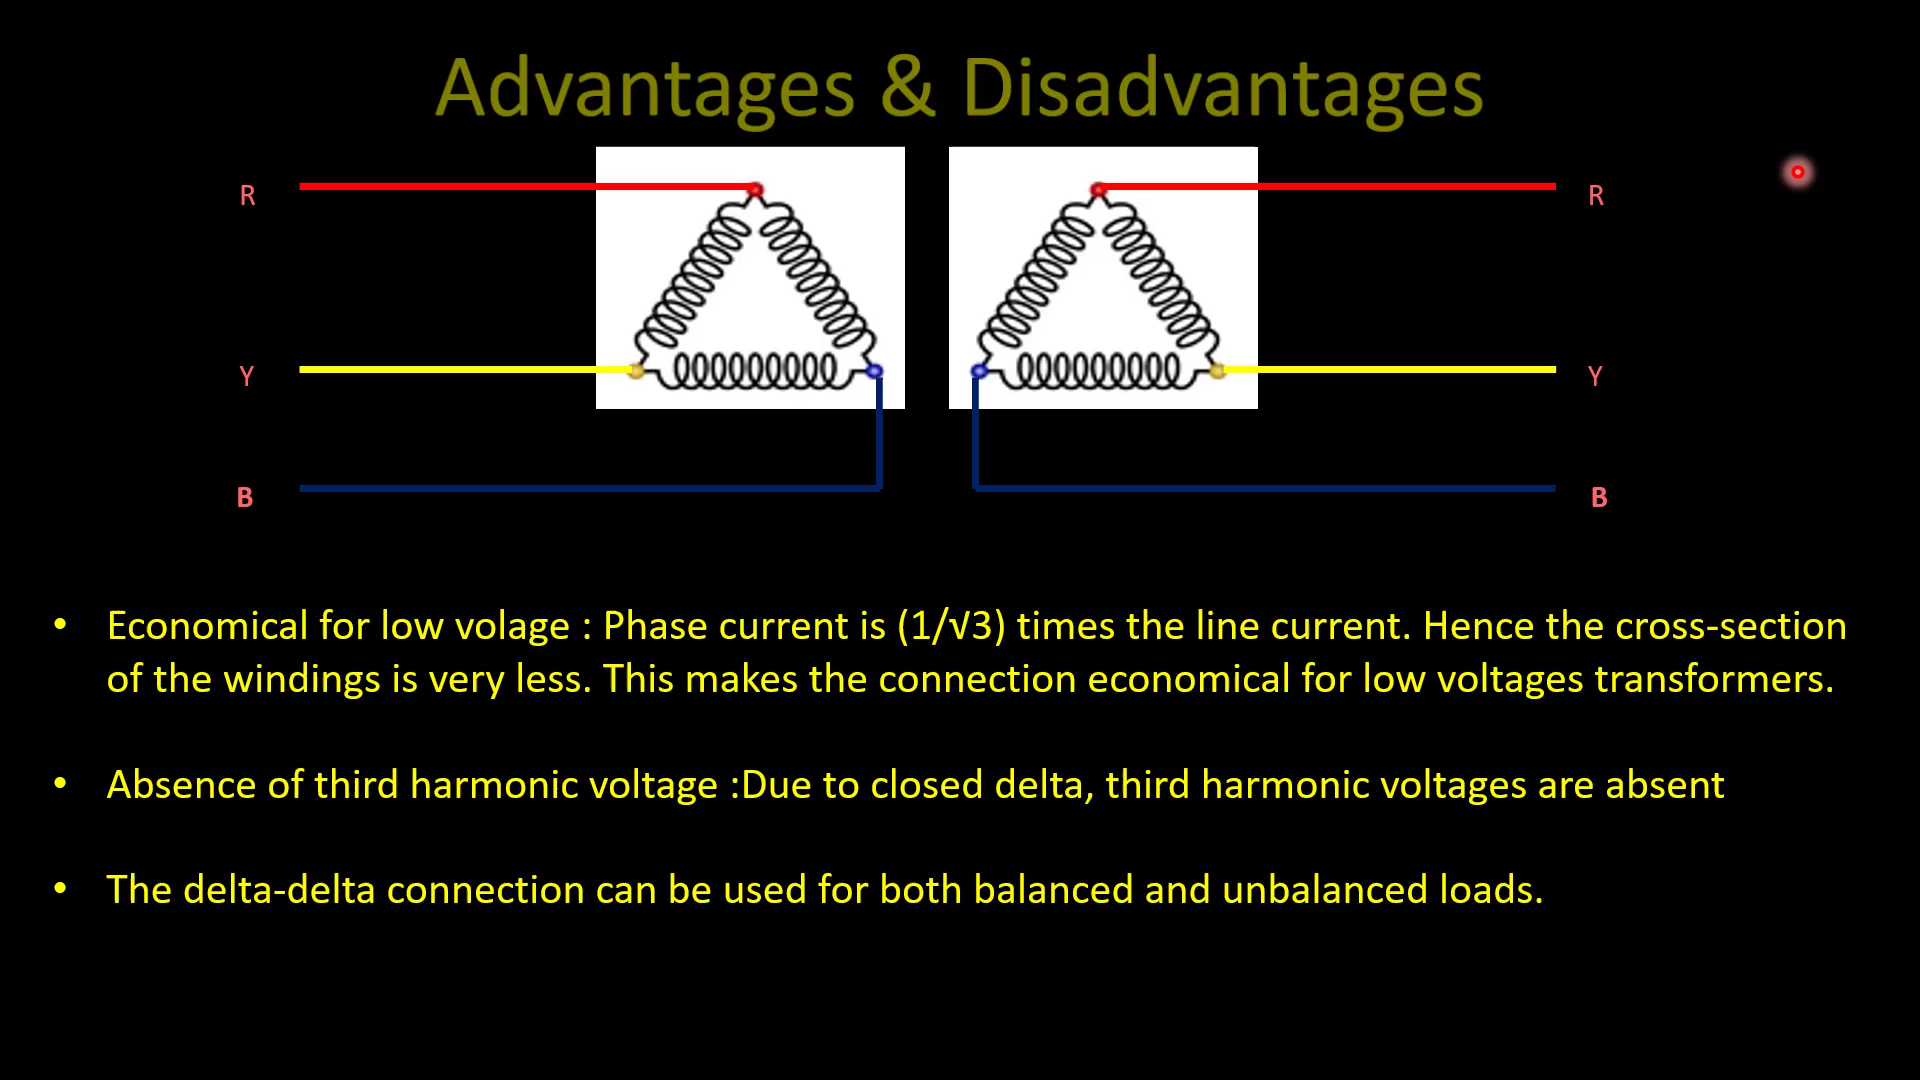 Advantages & Disadvantages
R
R
Y
Y
B
B
• Economical for low volage : Phase current is (1/√3) times the line current. Hence the cross-section
of the windings is very less. This makes the connection economical for low voltages transformers.
• Absence of third harmonic voltage :Due to closed delta, third harmonic voltages are absent
• The delta-delta connection can be used for both balanced and unbalanced loads.